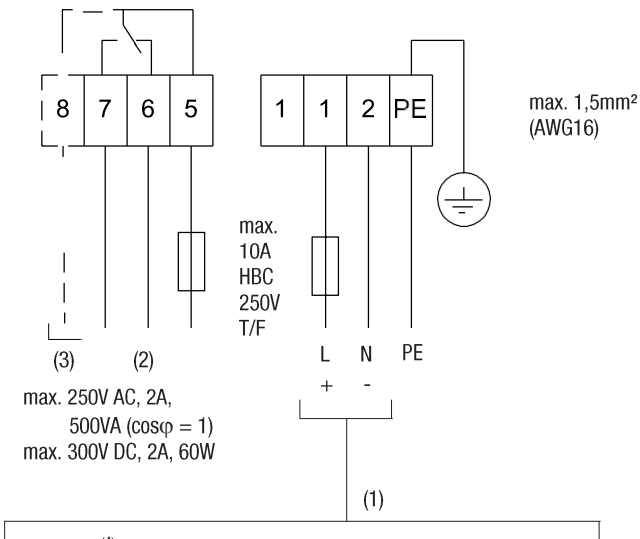 8 7 6 5 1 1 2 PE
max. 1,5mm²
(AWG16)
max.
10A
HBC
250V
T/F
(3) (2) L N PE
+ -
max. 250V AC, 2A,
500VA (cosφ = 1)
max. 300V DC, 2A, 60W
(1)